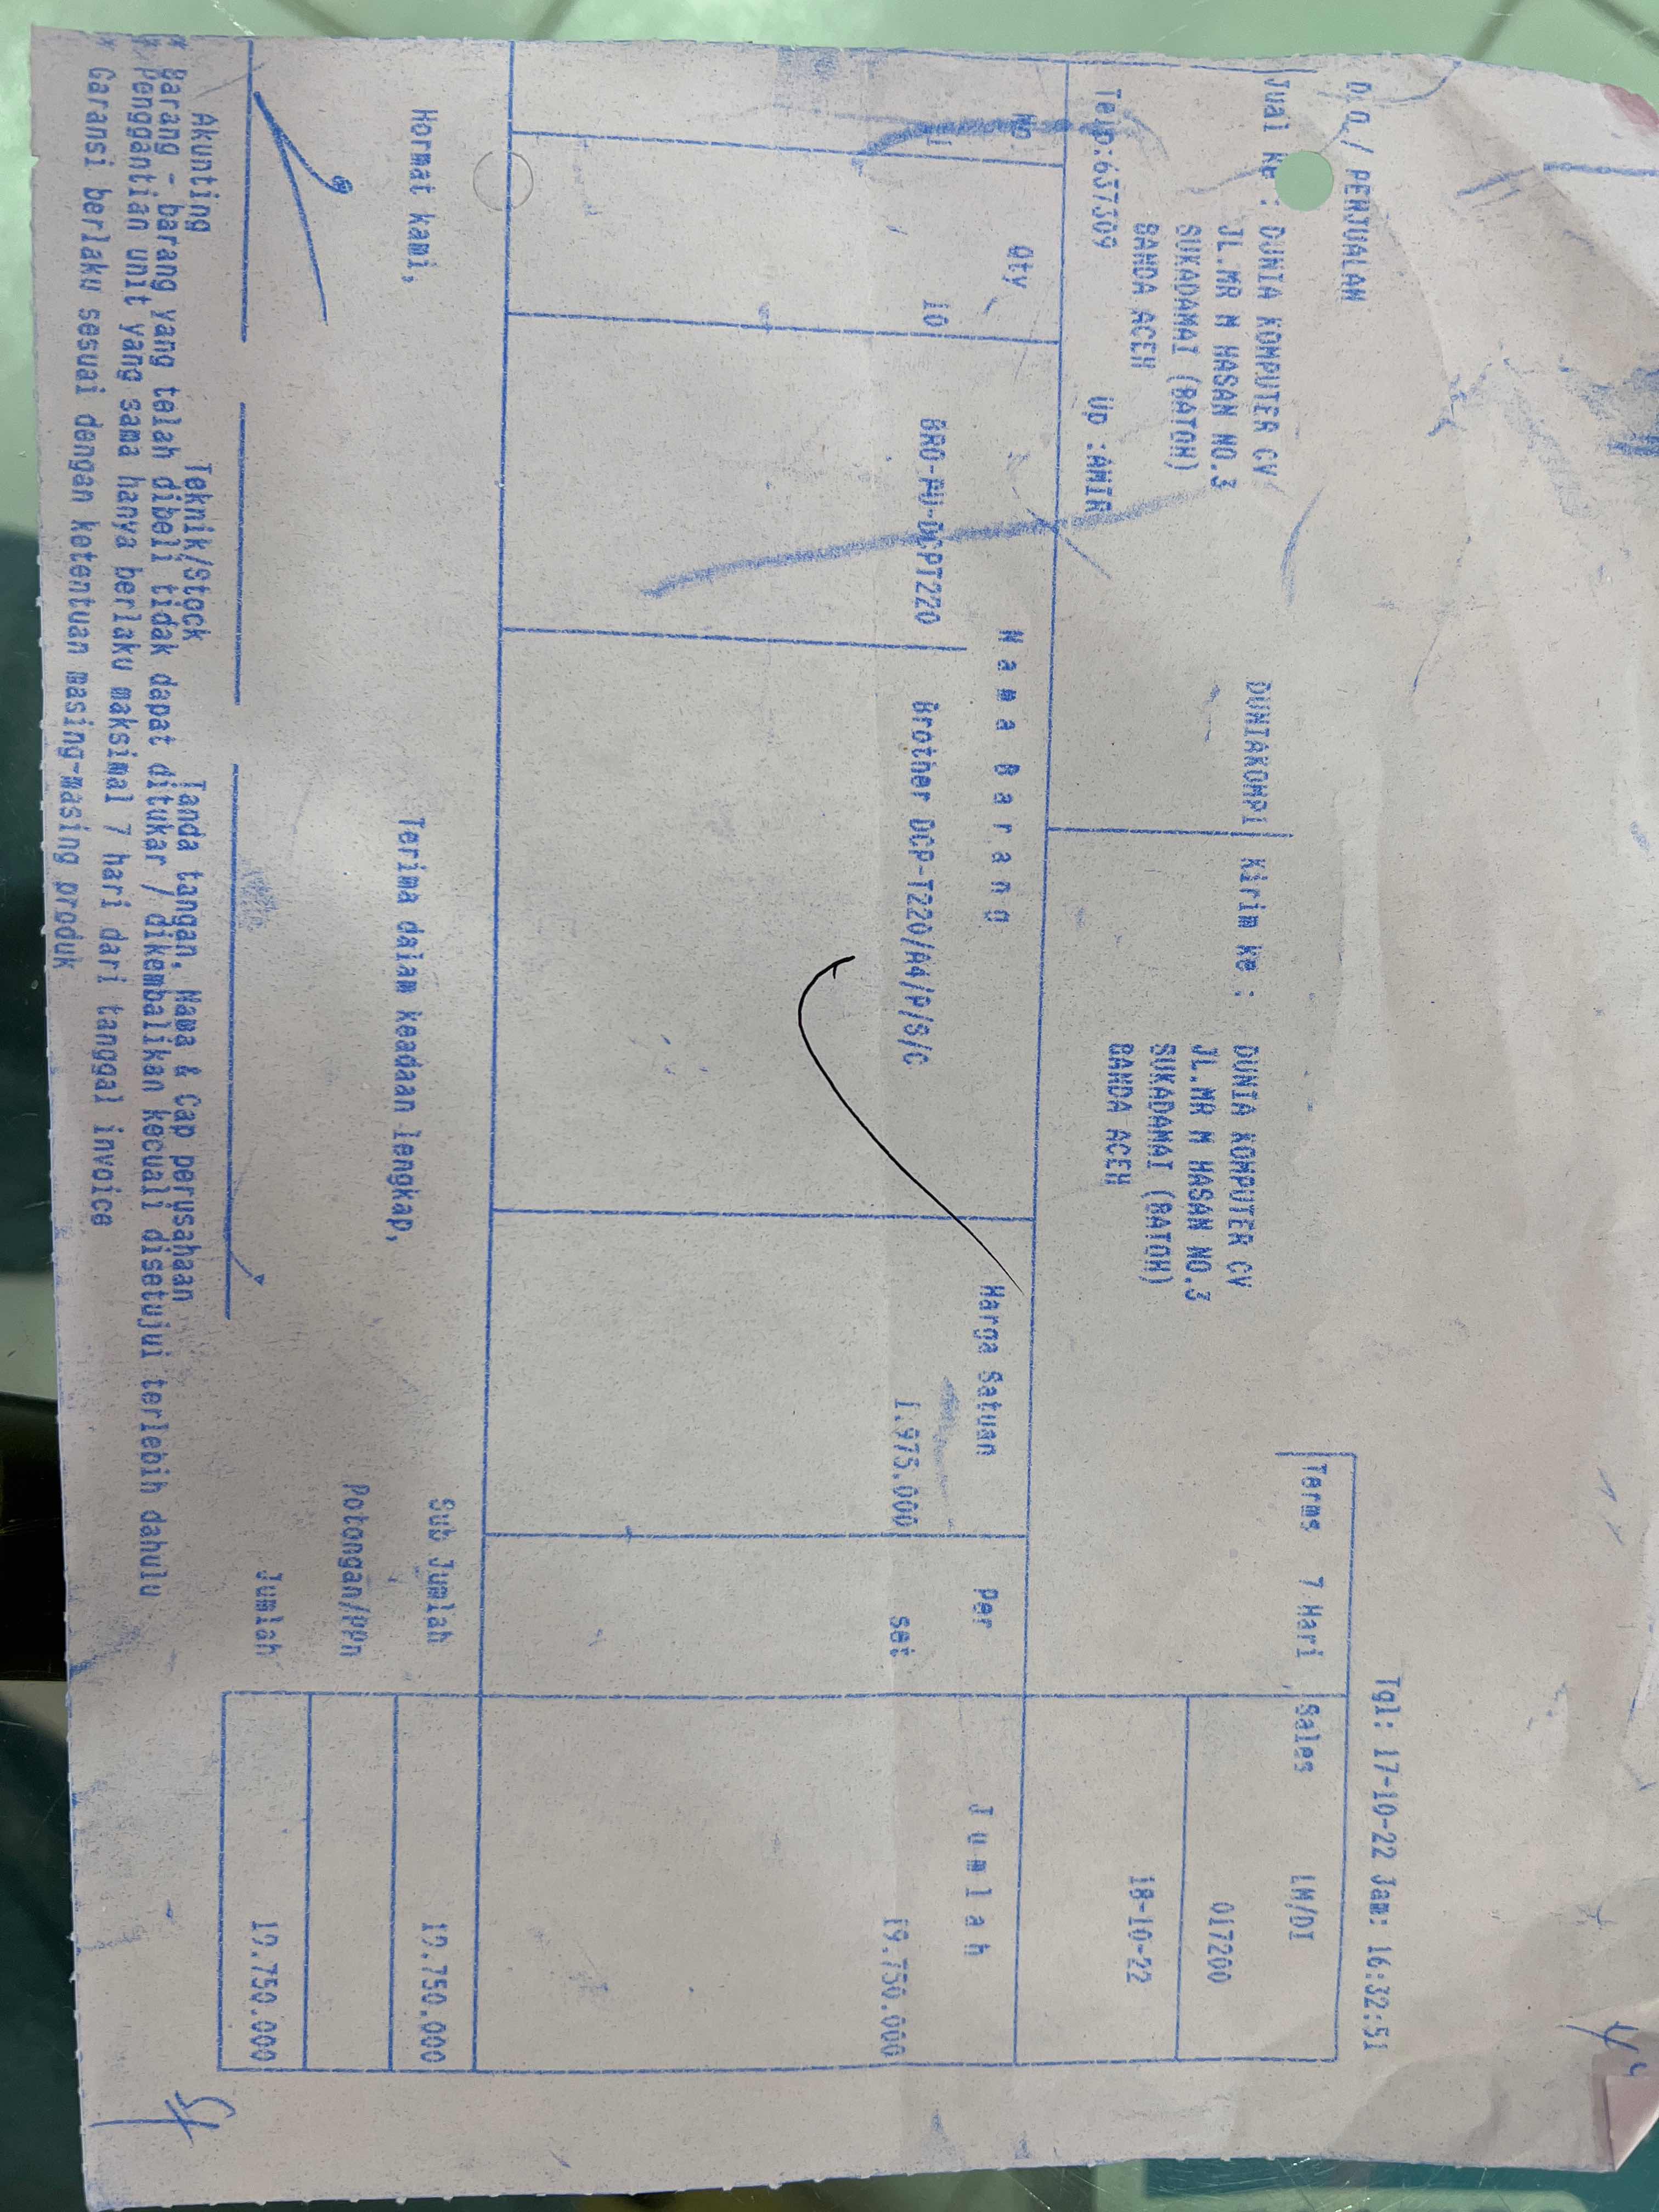 Tgl: 17-10-22 Jam: 16:32:51
D.O./ PENJUALAN
Terms 7 Hari Sales LM/DI
Jual Ke : DUNIA KOMPUTER CV DUNIAKOMP1 Kirim Ke : DUNIA KOMPUTER CV
JL.MR M HASAN NO.3 JL.MR M HASAN NO.3 017200
SUKADAMAI (BATOH) SUKADAMAI (BATOH)
BANDA ACEH BANDA ACEH 18-10-22
Telp:637309 Up :AMIR
No Qty N a m a B a r a n g Harga Satuan Per J u m l a h
1 10 BRO-PU-DCPT220 Brother DCP-T220/A4/P/S/C 1.975.000 set 19.750.000
Hormat kami, Terima dalam keadaan lengkap, Sub Jumlah 19.750.000
Potongan/PPn
Jumlah 19.750.000
Akunting Teknik/Stock Tanda tangan, Nama & Cap perusahaan
* Barang - barang yang telah dibeli tidak dapat ditukar / dikembalikan kecuali disetujui terlebih dahulu
* Penggantian unit yang sama hanya berlaku maksimal 7 hari dari tanggal invoice
* Garansi berlaku sesuai dengan ketentuan masing-masing produk